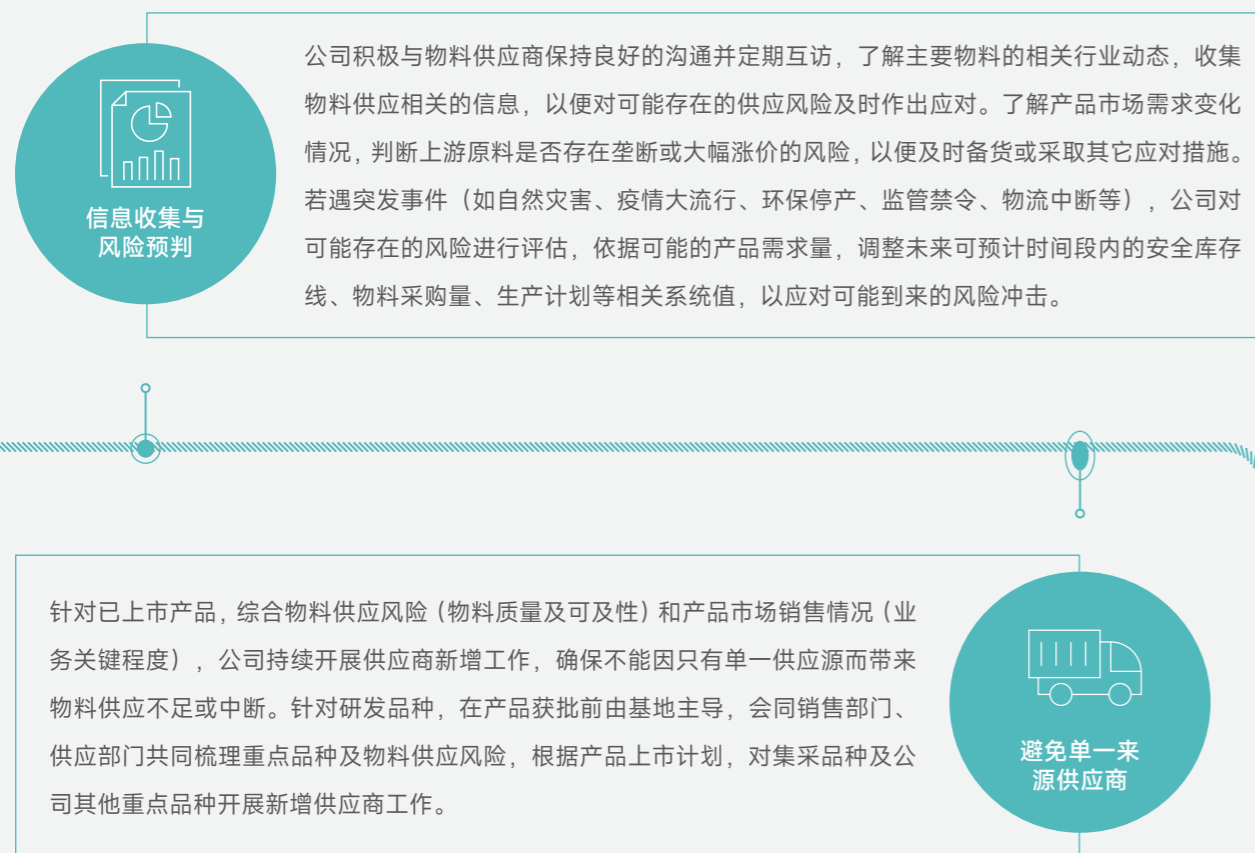 信息收集与
风险预判
公司积极与物料供应商保持良好的沟通并定期互访，了解主要物料的相关行业动态，收集
物料供应相关的信息，以便对可能存在的供应风险及时作出应对。了解产品市场需求变化
情况，判断上游原料是否存在垄断或大幅涨价的风险，以便及时备货或采取其它应对措施。
若遇突发事件（如自然灾害、疫情大流行、环保停产、监管禁令、物流中断等），公司对
可能存在的风险进行评估，依据可能的产品需求量，调整未来可预计时间段内的安全库存
线、物料采购量、生产计划等相关系统值，以应对可能到来的风险冲击。
针对已上市产品，综合物料供应风险（物料质量及可及性）和产品市场销售情况（业
务关键程度），公司持续开展供应商新增工作，确保不能因只有单一供应源而带来
物料供应不足或中断。针对研发品种，在产品获批前由基地主导，会同销售部门、
供应部门共同梳理重点品种及物料供应风险，根据产品上市计划，对集采品种及公
司其他重点品种开展新增供应商工作。
避免单一来
源供应商